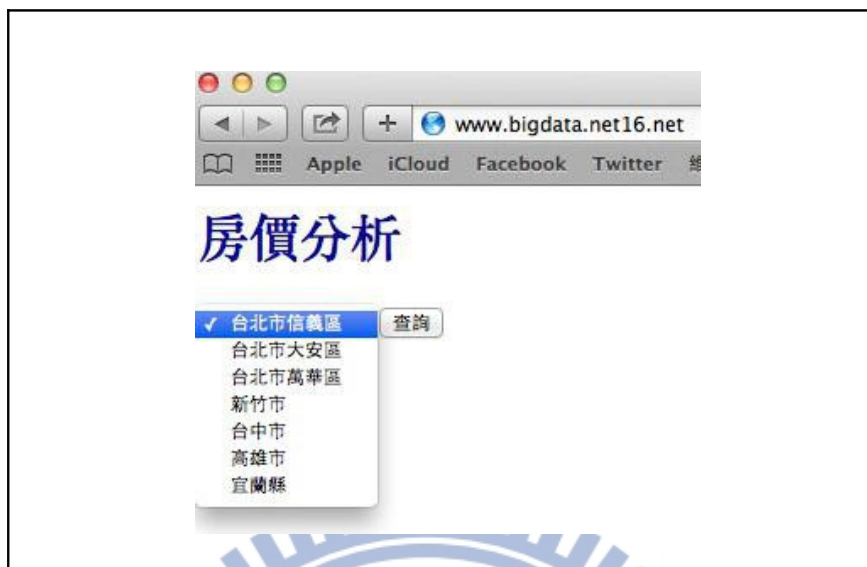 www.bigdata.net16.net
Apple iCloud Facebook Twitter 維
房價分析
✓ 台北市信義區 查詢
台北市大安區
台北市萬華區
新竹市
台中市
高雄市
宜蘭縣